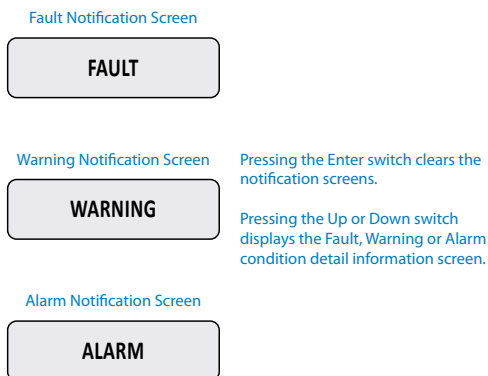 Fault Notification Screen
FAULT
Warning Notification Screen
WARNING
Pressing the Enter switch clears the
notification screens.
Pressing the Up or Down switch
displays the Fault, Warning or Alarm
condition detail information screen.
Alarm Notification Screen
ALARM